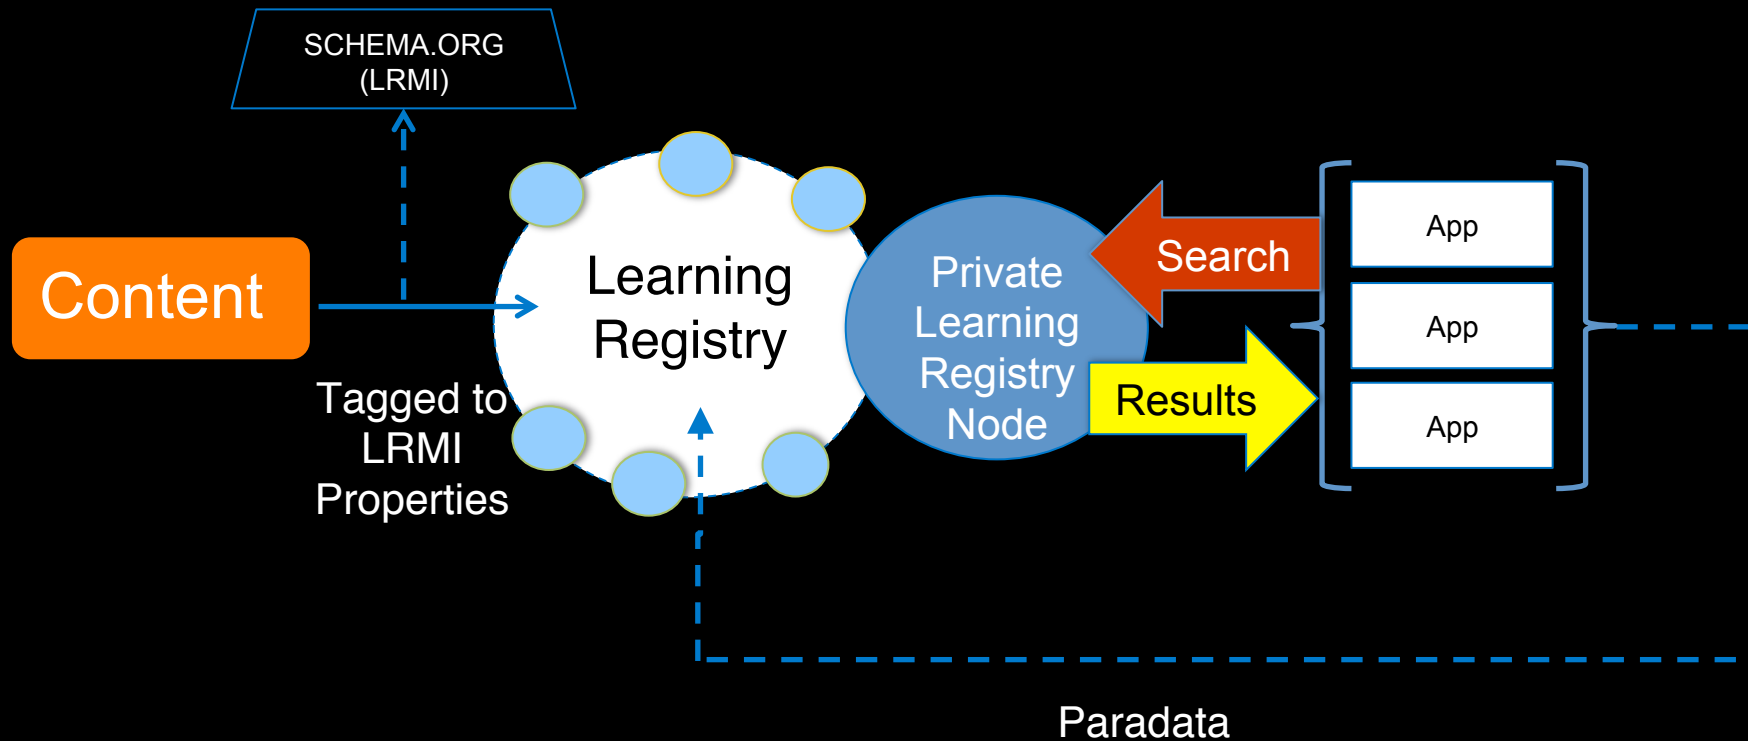 SCHEMA.ORG
(LRMI)
Content
Tagged to
LRMI
Properties
Learning
Registry
Private
Learning
Registry
Node
Search
Results
App
App
App
Paradata